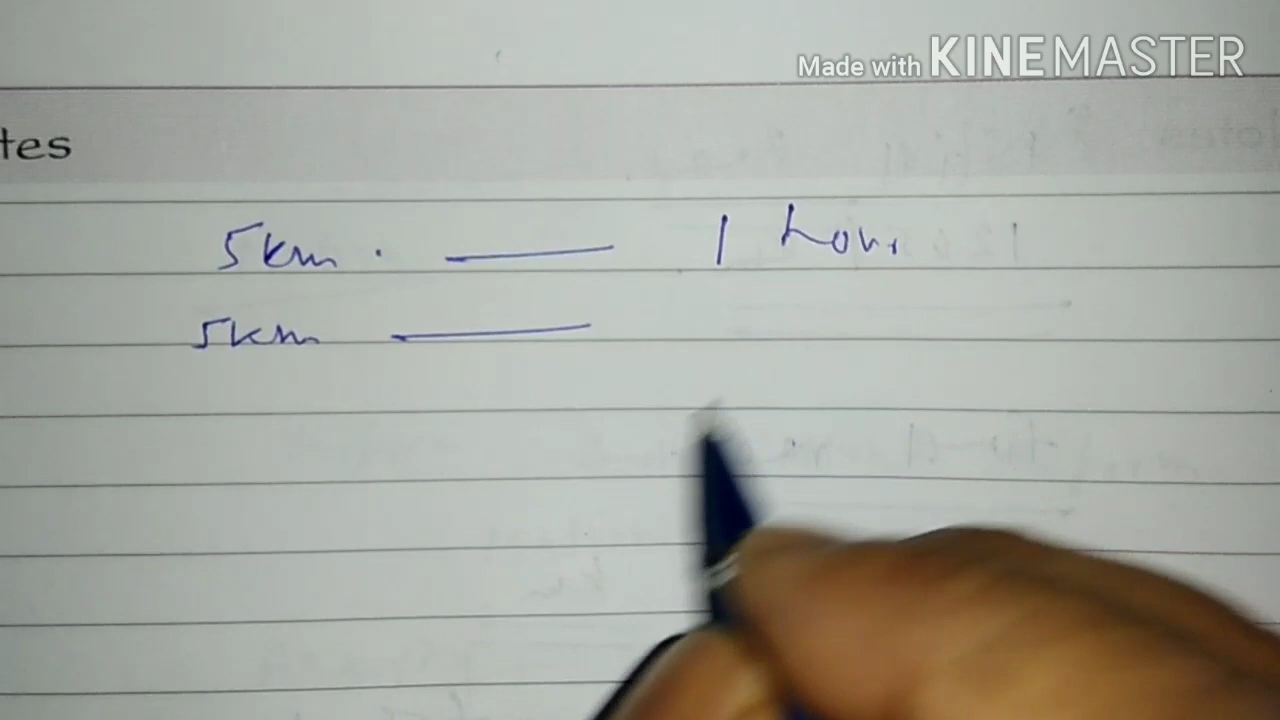 Made with KINEMASTER
tes
5km. — 1 hour
5km —